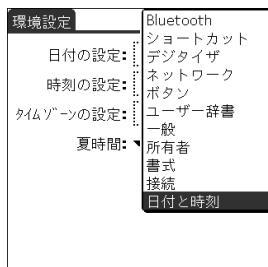 環境設定
日付の設定:
時刻の設定:
タイムゾーンの設定:
夏時間:
Bluetooth
ショートカット
デジタイザ
ネットワーク
ボタン
ユーザー辞書
一般
所有者
書式
接続
日付と時刻